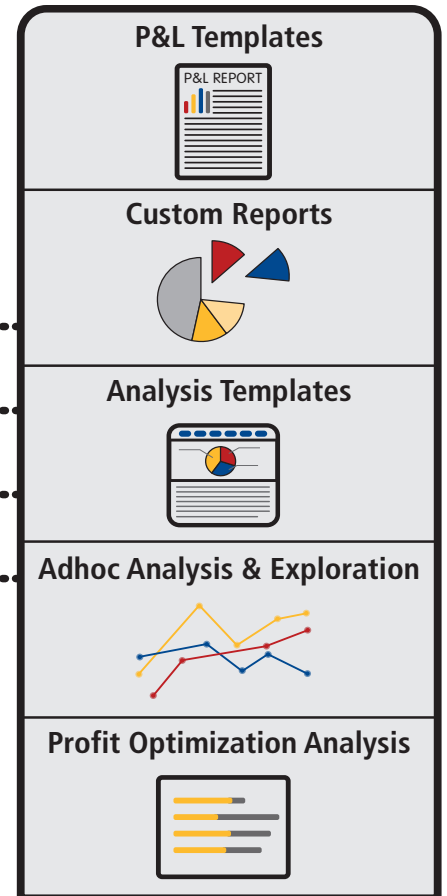 P&L Templates
P&L REPORT
Custom Reports
Analysis Templates
Adhoc Analysis & Exploration
Profit Optimization Analysis